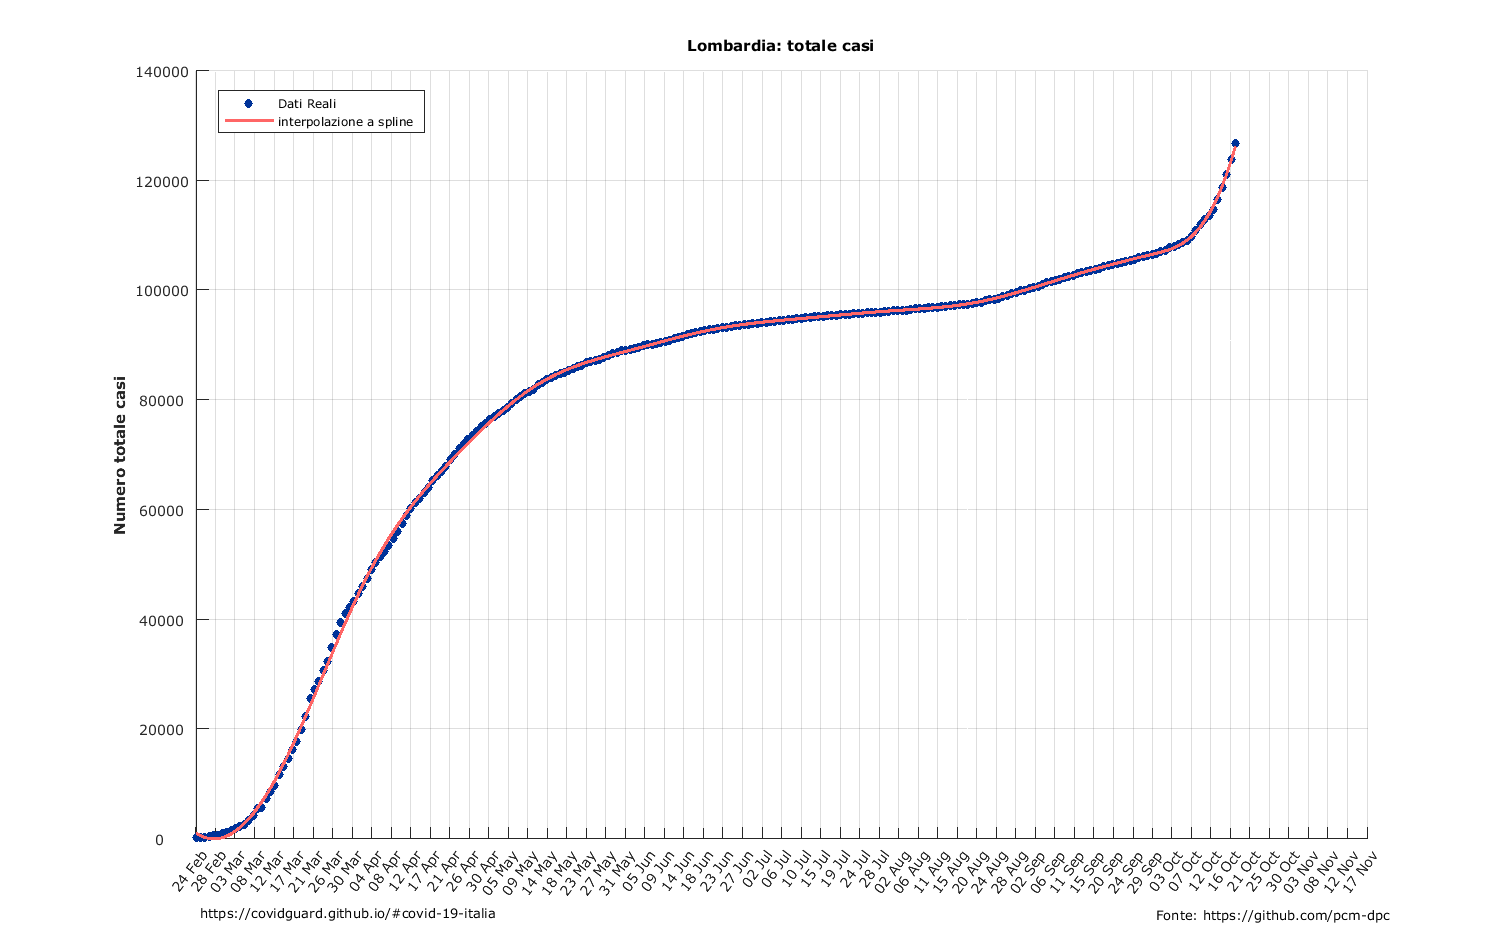 Lombardia: totale casi
140000
120000
100000
80000
60000
40000
20000
0
Numero totale casi
Dati Reali
interpolazione a spline
24 Feb
28 Feb
03 Mar
08 Mar
12 Mar
17 Mar
21 Mar
26 Mar
30 Mar
04 Apr
08 Apr
12 Apr
17 Apr
21 Apr
26 Apr
30 Apr
05 May
09 May
14 May
18 May
23 May
27 May
31 May
05 Jun
09 Jun
14 Jun
18 Jun
23 Jun
27 Jun
02 Jul
06 Jul
10 Jul
15 Jul
19 Jul
24 Jul
28 Jul
02 Aug
06 Aug
11 Aug
15 Aug
20 Aug
24 Aug
28 Aug
02 Sep
06 Sep
11 Sep
15 Sep
20 Sep
24 Sep
29 Sep
03 Oct
07 Oct
12 Oct
16 Oct
21 Oct
25 Oct
30 Oct
03 Nov
08 Nov
12 Nov
17 Nov
https://covidguard.github.io/#covid-19-italia
Fonte: https://github.com/pcm-dpc